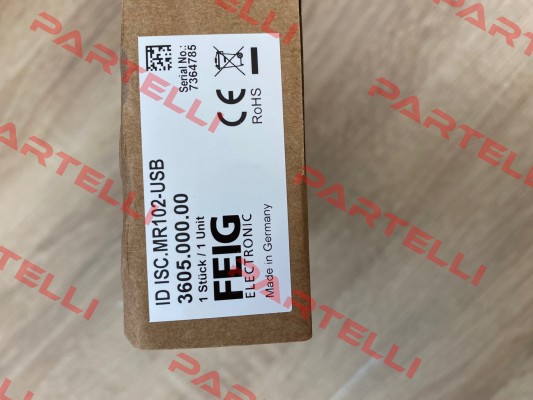 ID ISC.MR102-USB
3605.000.00
1 Stück / 1 Unit
FEIG
ELECTRONIC
Made in Germany
Serial No.:
7364785
CE
RoHS
PARTELLI
PARTELLI
PARTELLI
PARTELLI
PARTELLI
PARTELLI